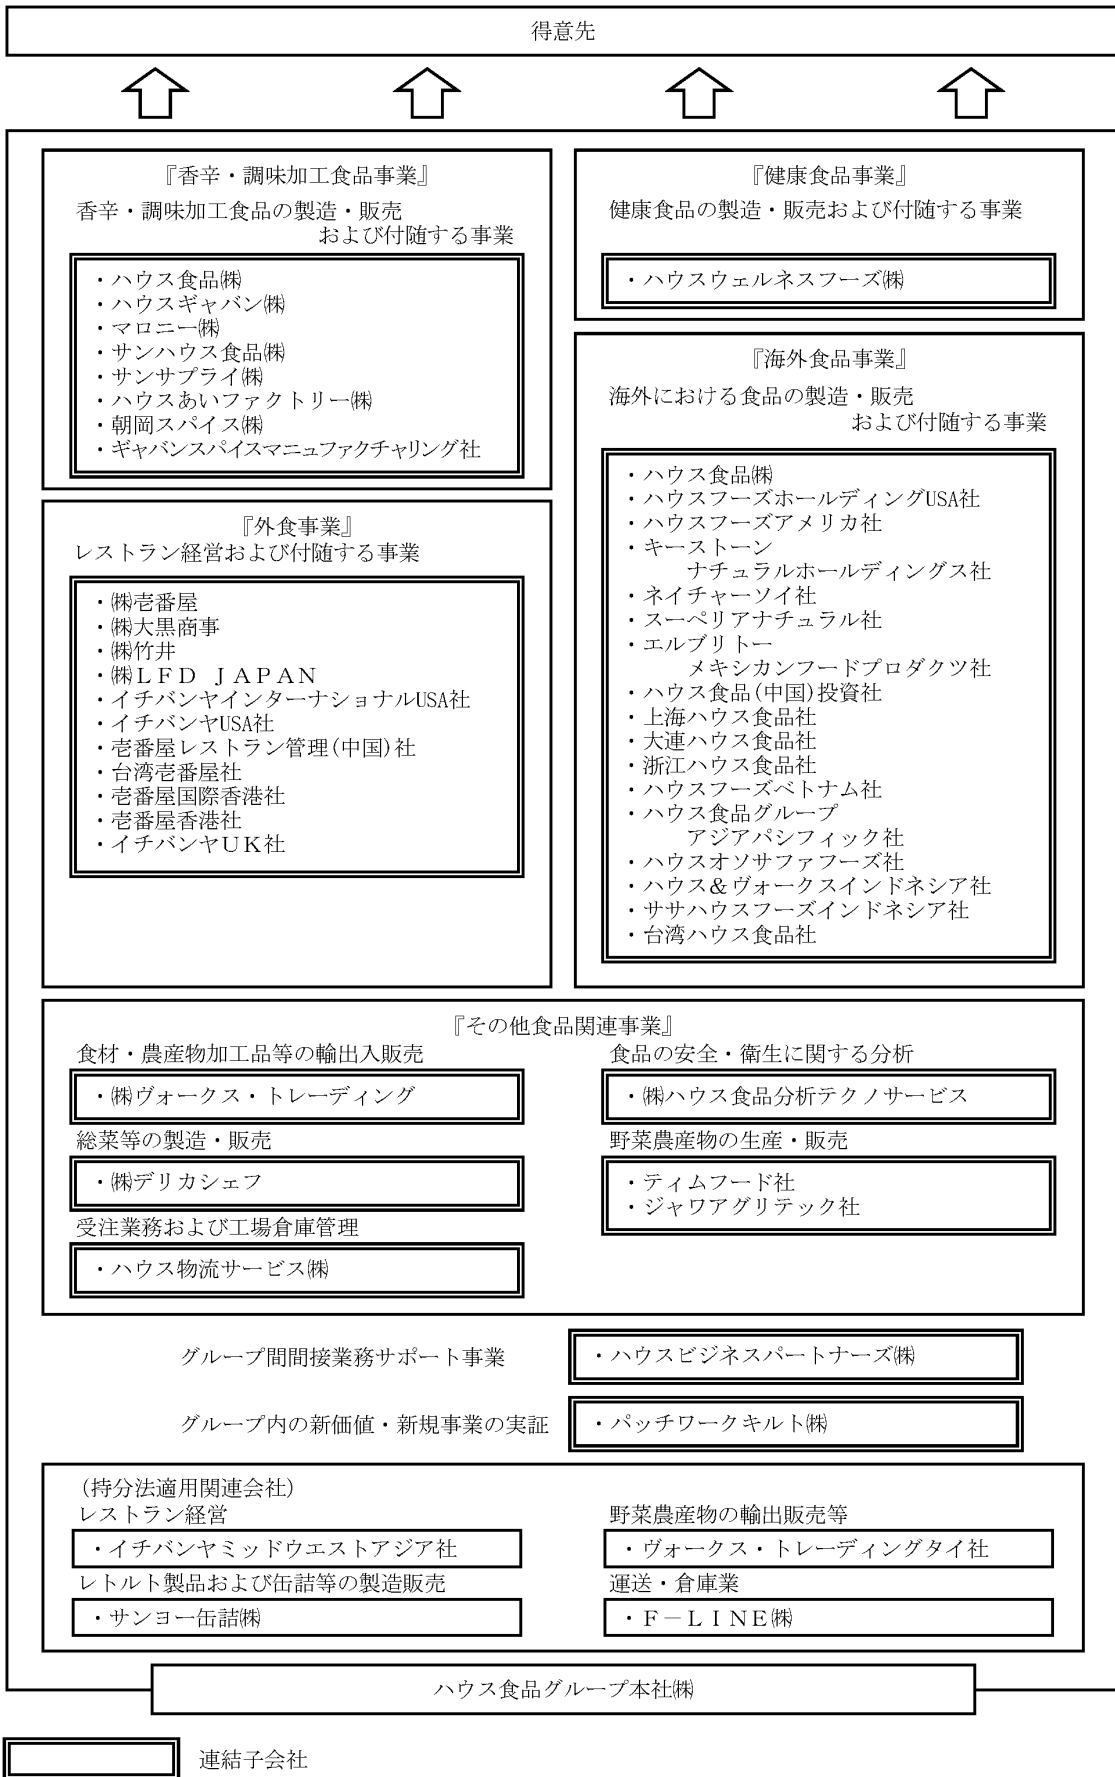 得意先
『香辛・調味加工食品事業』
香辛・調味加工食品の製造・販売
および付随する事業
・ハウス食品㈱
・ハウスギャバン㈱
・マロニー㈱
・サンハウス食品㈱
・サンサプライ㈱
・ハウスあいファクトリー㈱
・朝岡スパイス㈱
・ギャバンスパイスマニュファクチャリング社
『健康食品事業』
健康食品の製造・販売および付随する事業
・ハウスウェルネスフーズ㈱
『外食事業』
レストラン経営および付随する事業
・㈱壱番屋
・㈱大黒商事
・㈱竹井
・㈱ＬＦＤ ＪＡＰＡＮ
・イチバンヤインターナショナルUSA社
・イチバンヤUSA社
・壱番屋レストラン管理(中国)社
・台湾壱番屋社
・壱番屋国際香港社
・壱番屋香港社
・イチバンヤＵＫ社
『海外食品事業』
海外における食品の製造・販売
および付随する事業
・ハウス食品㈱
・ハウスフーズホールディングUSA社
・ハウスフーズアメリカ社
・キーストーン
ナチュラルホールディングス社
・ネイチャーソイ社
・スーペリアナチュラル社
・エルブリトー
メキシカンフードプロダクツ社
・ハウス食品(中国)投資社
・上海ハウス食品社
・大連ハウス食品社
・浙江ハウス食品社
・ハウスフーズベトナム社
・ハウス食品グループ
アジアパシフィック社
・ハウスオソサファフーズ社
・ハウス＆ヴォークスインドネシア社
・ササハウスフーズインドネシア社
・台湾ハウス食品社
『その他食品関連事業』
食材・農産物加工品等の輸出入販売
・㈱ヴォークス・トレーディング
総菜等の製造・販売
・㈱デリカシェフ
受注業務および工場倉庫管理
・ハウス物流サービス㈱
食品の安全・衛生に関する分析
・㈱ハウス食品分析テクノサービス
野菜農産物の生産・販売
・ティムフード社
・ジャワアグリテック社
グループ間間接業務サポート事業
・ハウスビジネスパートナーズ㈱
グループ内の新価値・新規事業の実証
・パッチワークキルト㈱
(持分法適用関連会社)
レストラン経営
・イチバンヤミッドウエストアジア社
レトルト製品および缶詰等の製造販売
・サンヨー缶詰㈱
野菜農産物の輸出販売等
・ヴォークス・トレーディングタイ社
運送・倉庫業
・Ｆ－ＬＩＮＥ㈱
ハウス食品グループ本社㈱
連結子会社